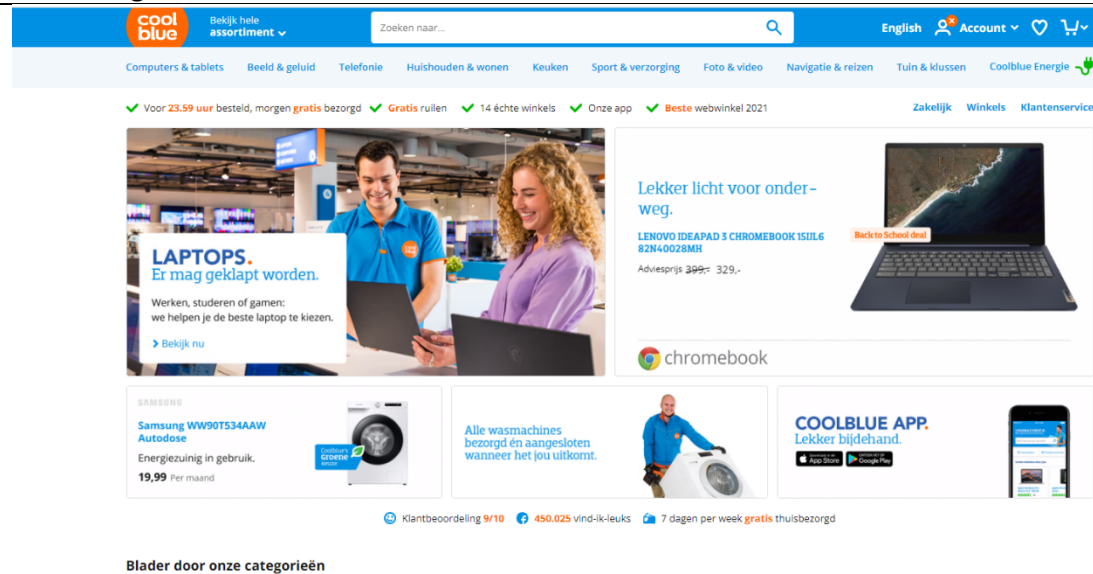 cool
blue
Bekijk hele
assortiment
Zoeken naar...
English
Account
Computers & tablets
Beeld & geluid
Telefonie
Huishouden & wonen
Keuken
Sport & verzorging
Foto & video
Navigatie & reizen
Tuin & klussen
Coolblue Energie
Voor 23.59 uur besteld, morgen gratis bezorgd
Gratis ruilen
14 échte winkels
Onze app
Beste webwinkel 2021
Zakelijk
Winkels
Klantenservice
LAPTOPS.
Er mag geklapt worden.
Werken, studeren of gamen:
we helpen je de beste laptop te kiezen.
Bekijk nu
Lekker licht voor onder-
weg.
LENOVO IDEAPAD 3 CHROMEBOOK 15IJL6
82N40028MH
Adviesprijs 399,- 329,-
Back to School deal
chromebook
SAMSUNG
Samsung WW90T534AAW
Autodose
Energiezuinig in gebruik.
19,99 Per maand
Coolblue's
Groene
keuze
Alle wasmachines
bezorgd én aangesloten
wanneer het jou uitkomt.
COOLBLUE APP.
Lekker bijdehand.
App Store
Google Play
Klantbeoordeling 9/10
450.025 vind-ik-leuks
7 dagen per week gratis thuisbezorgd
Blader door onze categorieën